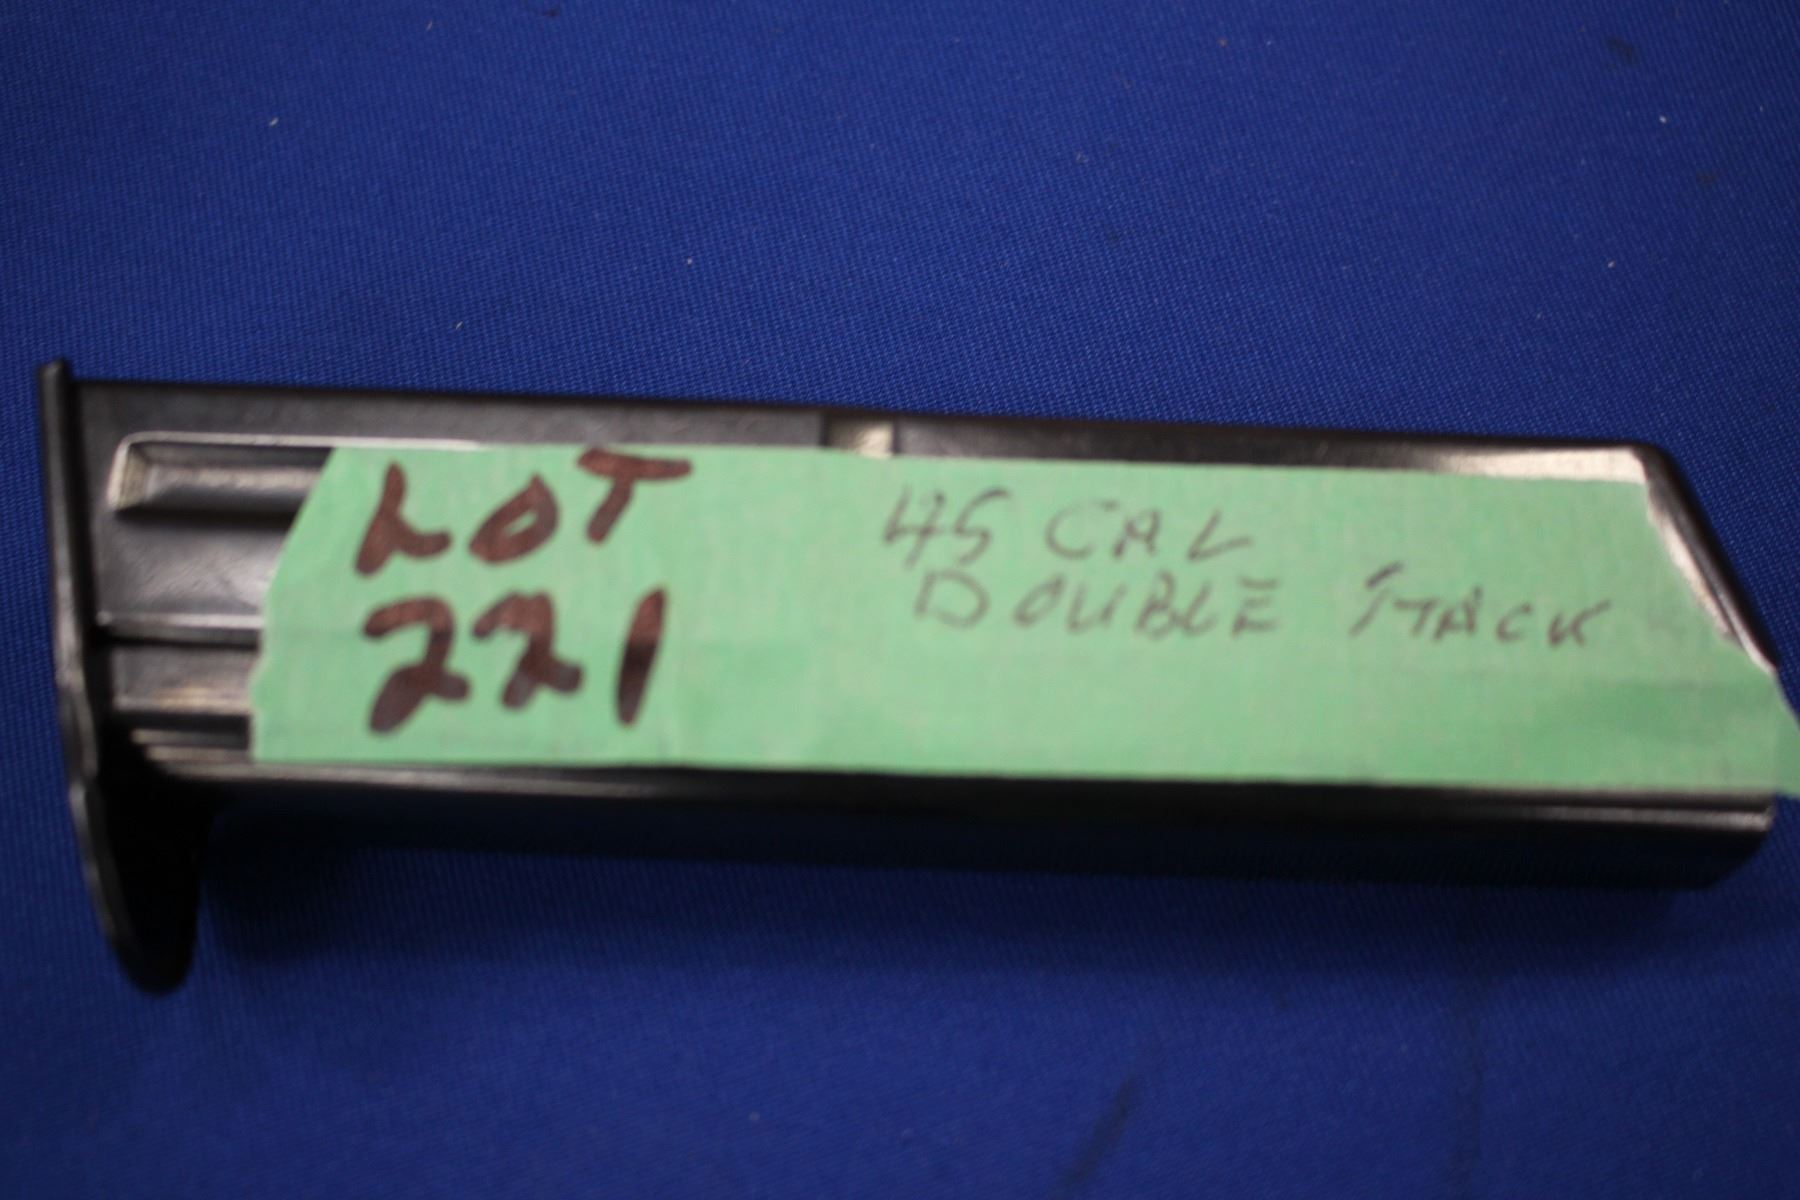 LOT
221
45 CAL
DOUBLE STACK